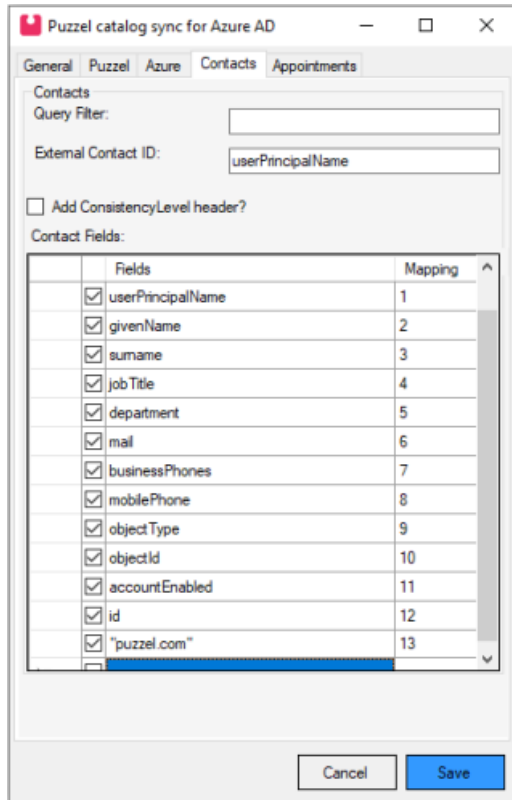 Puzzel catalog sync for Azure AD
General Puzzel Azure Contacts Appointments
Contacts
Query Filter:
External Contact ID: userPrincipalName
Add ConsistencyLevel header?
Contact Fields:
Fields Mapping
userPrincipalName 1
givenName 2
surname 3
jobTitle 4
department 5
mail 6
businessPhones 7
mobilePhone 8
objectType 9
objectId 10
accountEnabled 11
id 12
"puzzel.com" 13
Cancel Save